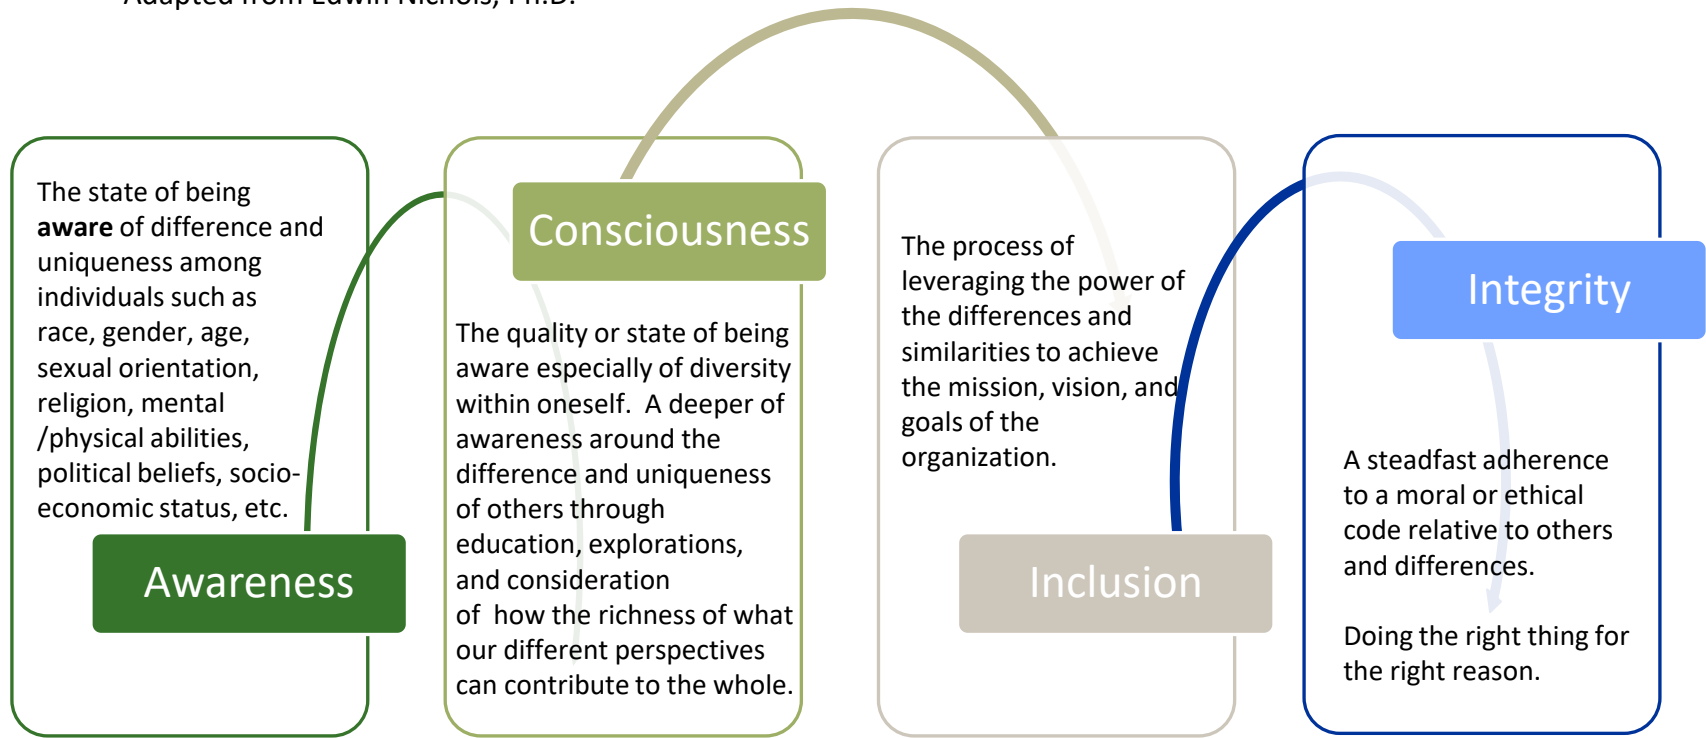 Adapted from Edwin Nichols, Ph.D.
The state of being
aware of difference and
uniqueness among
individuals such as
race, gender, age,
sexual orientation,
religion, mental
/physical abilities,
political beliefs, socio-
economic status, etc.
Awareness
Consciousness
The quality or state of being
aware especially of diversity
within oneself.  A deeper of
awareness around the
difference and uniqueness
of others through
education, explorations,
and consideration
of  how the richness of what
our different perspectives
can contribute to the whole.
The process of
leveraging the power of
the differences and
similarities to achieve
the mission, vision, and
goals of the
organization.
Inclusion
Integrity
A steadfast adherence
to a moral or ethical
code relative to others
and differences.
Doing the right thing for
the right reason.